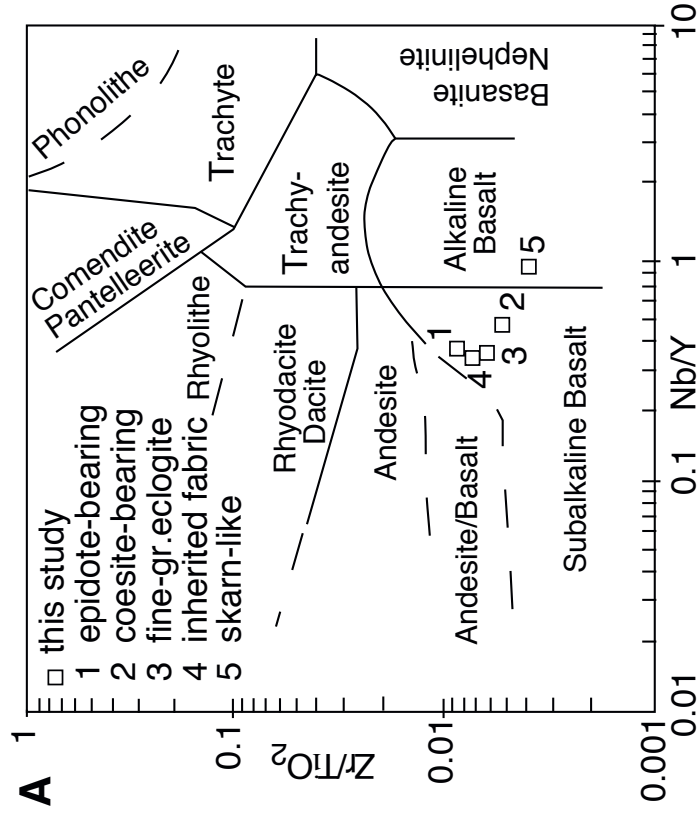 A
□ this study
1 epidote-bearing
2 coesite-bearing
3 fine-gr.eclogite
4 inherited fabric
5 skarn-like
Comendite
Pantelleerite
Phonolithe
Rhyolithe
Trachyte
Rhyodacite
Dacite
Trachy-
andesite
Andesite
Alkaline
Basalt
Basanite
Nephelinite
Andesite/Basalt
Subalkaline Basalt
1
4
3
2
5
Zr/TiO2
1
0.1
0.01
0.001
0.01
0.1
Nb/Y
1
10